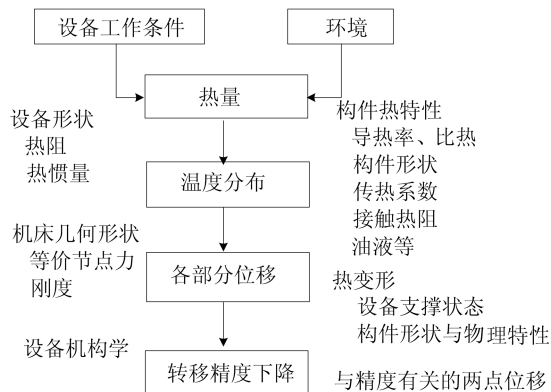 设备工作条件
环境
热量
设备形状
热阻
热惯量
构件热特性
导热率、比热
构件形状
传热系数
接触热阻
油液等
温度分布
机床几何形状
等价节点力
刚度
各部分位移
热变形
设备支撑状态
构件形状与物理特性
设备机构学
转移精度下降
与精度有关的两点位移